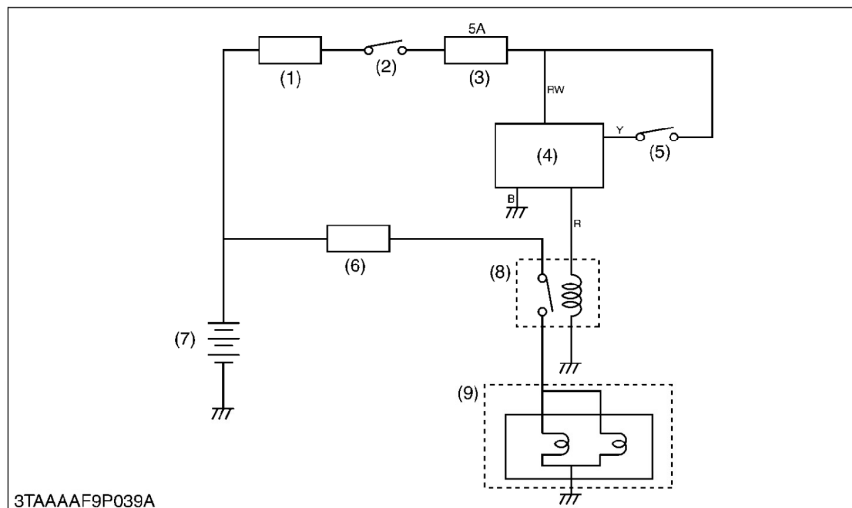 5A
(1)
(2)
(3)
RW
(4)
Y
(5)
B
R
(6)
(8)
(7)
(9)
3TAAAAF9P039A